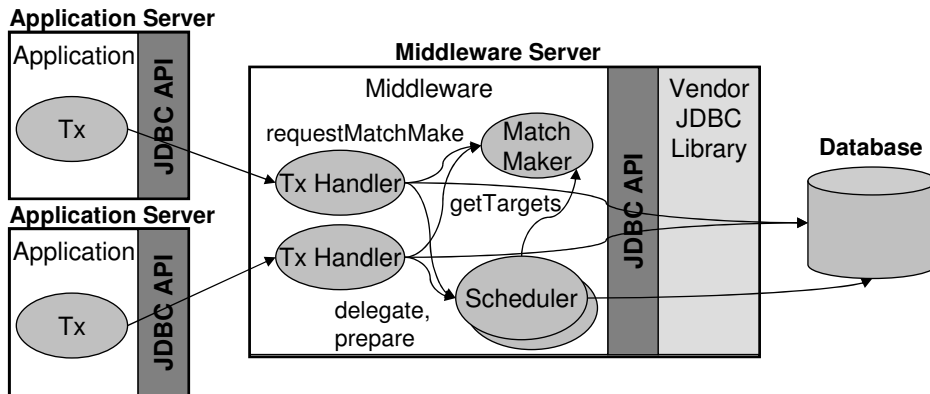 Application Server
Application
JDBC API
Tx
Application Server
Application
JDBC API
Tx
Middleware Server
Middleware
requestMatchMake
Match
Maker
Tx Handler
getTargets
Tx Handler
Scheduler
delegate,
prepare
JDBC API
Vendor
JDBC
Library
Database